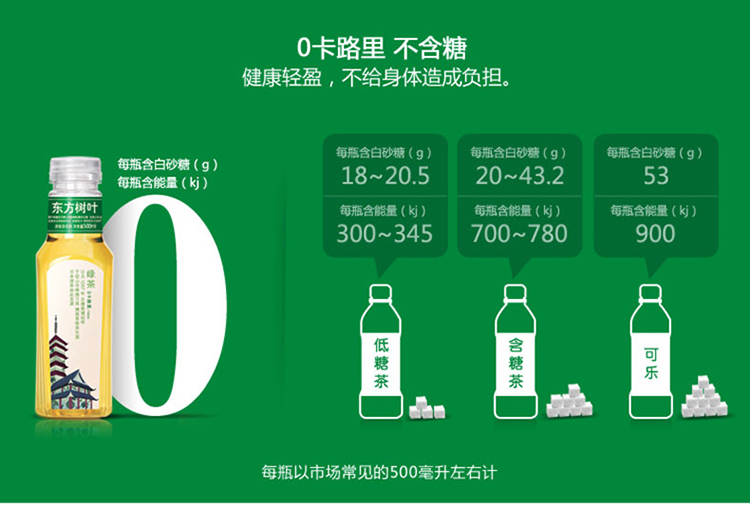 0卡路里 不含糖
健康轻盈，不给身体造成负担。
每瓶含白砂糖（g）
每瓶含能量（kj）
0
东方树叶
绿茶
每瓶含白砂糖（g）
18~20.5
每瓶含能量（kj）
300~345
低糖茶
每瓶含白砂糖（g）
20~43.2
每瓶含能量（kj）
700~780
含糖茶
每瓶含白砂糖（g）
53
每瓶含能量（kj）
900
可乐
每瓶以市场常见的500毫升左右计